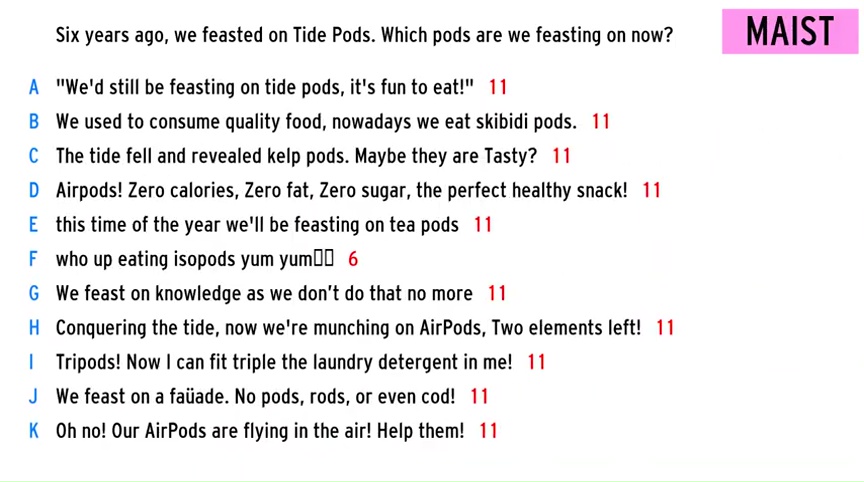 Six years ago, we feasted on Tide Pods. Which pods are we feasting on now?
MAIST
A "We'd still be feasting on tide pods, it's fun to eat!" 11
B We used to consume quality food, nowadays we eat skibidi pods. 11
C The tide fell and revealed kelp pods. Maybe they are Tasty? 11
D Airpods! Zero calories, Zero fat, Zero sugar, the perfect healthy snack! 11
E this time of the year we'll be feasting on tea pods 11
F who up eating isopods yum yum▯▯ 6
G We feast on knowledge as we don’t do that no more 11
H Conquering the tide, now we're munching on AirPods, Two elements left! 11
I Tripods! Now I can fit triple the laundry detergent in me! 11
J We feast on a faüade. No pods, rods, or even cod! 11
K Oh no! Our AirPods are flying in the air! Help them! 11